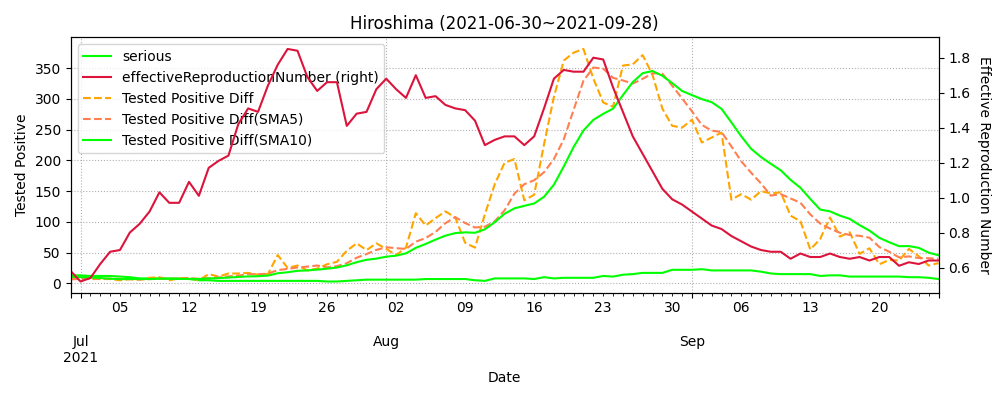 Hiroshima (2021-06-30~2021-09-28)
serious
effectiveReproductionNumber (right)
Tested Positive Diff
Tested Positive Diff(SMA5)
Tested Positive Diff(SMA10)
Tested Positive
350
300
250
200
150
100
50
0
1.8
1.6
1.4
1.2
1.0
0.8
0.6
Effective Reproduction Number
05 12 19 26 02 09 16 23 30 06 13 20
Jul Aug Sep
2021
Date